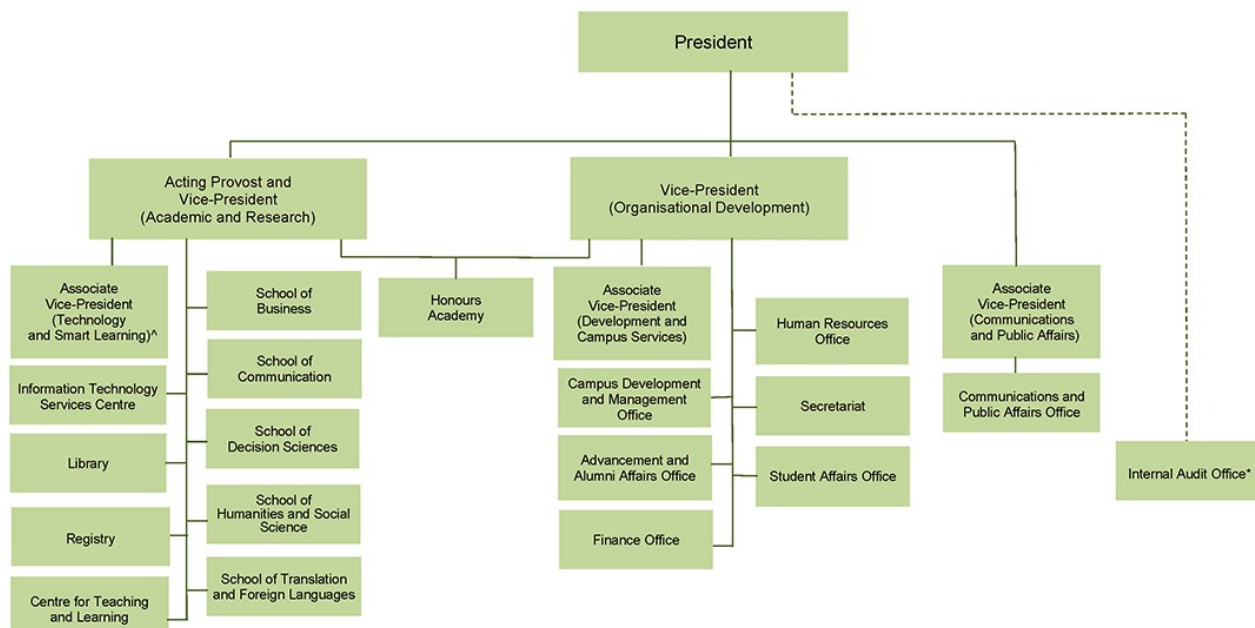 President
Acting Provost and
Vice-President
(Academic and Research)
Vice-President
(Organisational Development)
Associate
Vice-President
(Technology
and Smart Learning)^
School of
Business
Honours
Academy
Associate
Vice-President
(Development and
Campus Services)
Human Resources
Office
Associate
Vice-President
(Communications
and Public Affairs)
Information Technology
Services Centre
School of
Communication
Campus Development
and Management
Office
Secretariat
Communications and
Public Affairs Office
Library
School of
Decision Sciences
Advancement and
Alumni Affairs Office
Student Affairs Office
Internal Audit Office*
Registry
School of
Humanities and Social
Science
Finance Office
Centre for Teaching
and Learning
School of Translation
and Foreign Languages